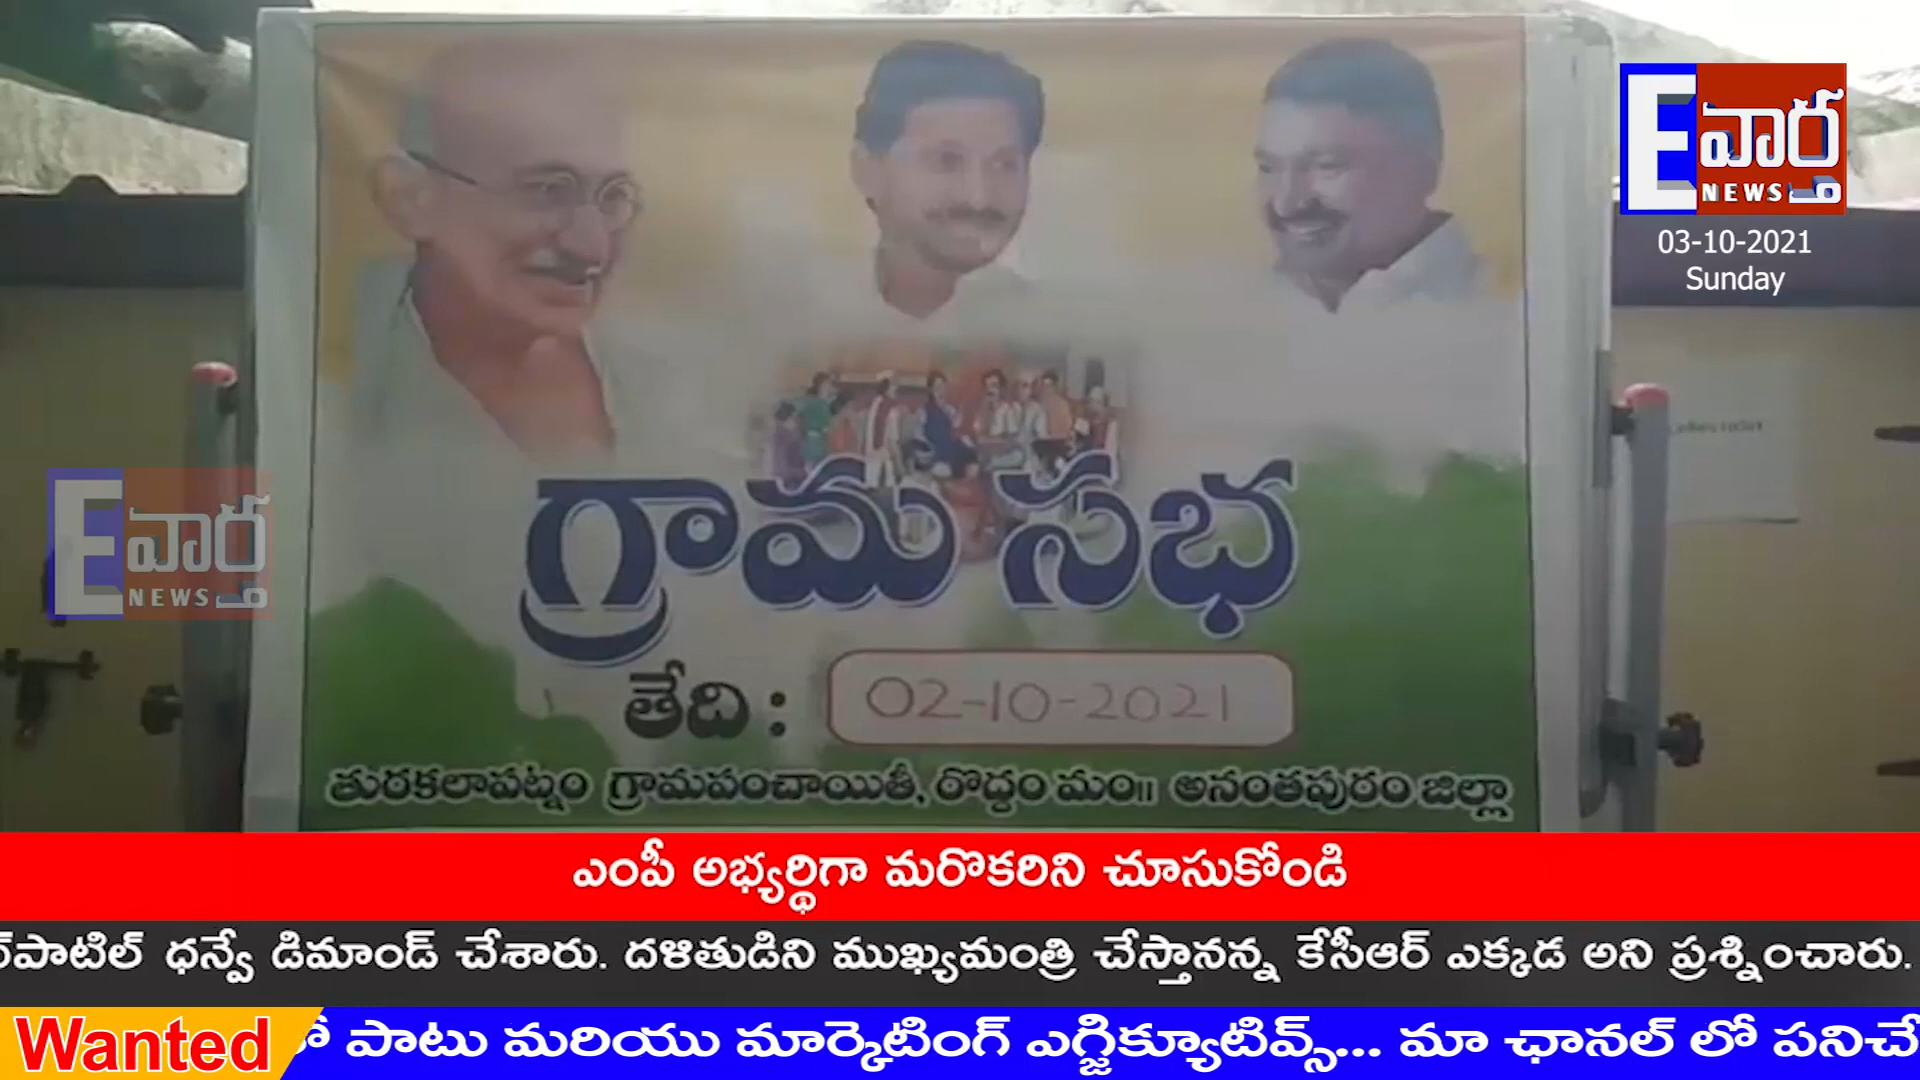 E వార్త
NEWS
03-10-2021
Sunday
గ్రామ సభ
E వార్త
NEWS
తేది :
02-10-2021
తురకలాపట్నం గ్రామపంచాయితీ, రొద్దం మం॥ అనంతపురం జిల్లా
ఎంపీ అభ్యర్థిగా మరొకరిని చూసుకోండి
ధన్వే డిమాండ్ చేశారు. దళితుడిని ముఖ్యమంత్రి చేస్తానన్న కేసీఆర్ ఎక్కడ అని ప్రశ్నించారు.
Wanted పాటు మరియు మార్కెటింగ్ ఎగ్జిక్యూటివ్స్... మా ఛానల్ లో